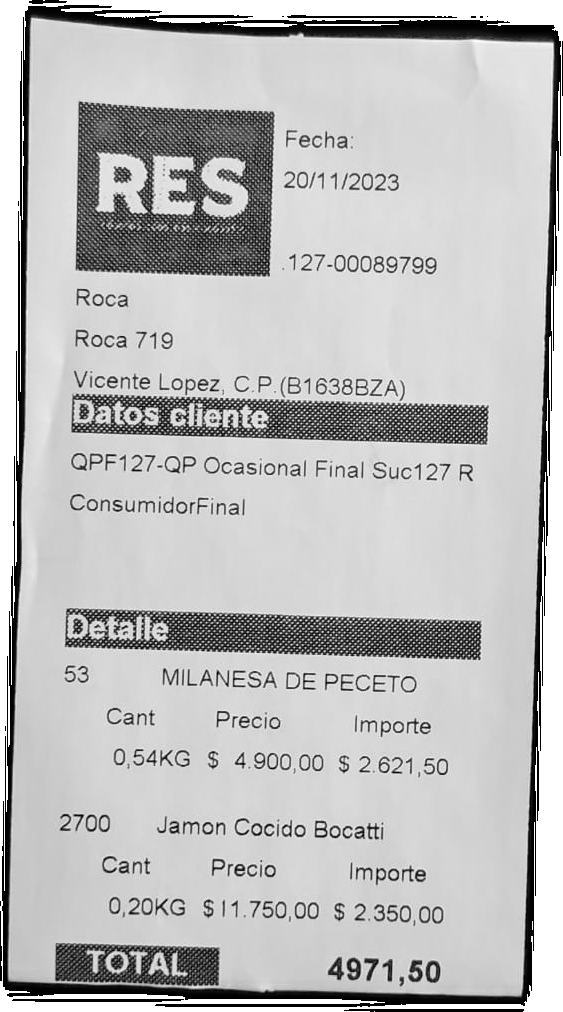 RES
Fecha:
20/11/2023
.127-00089799
Roca
Roca 719
Vicente Lopez, C.P.(B1638BZA)
Datos cliente
QPF127-QP Ocasional Final Suc127 R
ConsumidorFinal
Detalle
53 MILANESA DE PECETO
Cant Precio Importe
0,54KG $ 4.900,00 $ 2.621,50
2700 Jamon Cocido Bocatti
Cant Precio Importe
0,20KG $11.750,00 $ 2.350,00
TOTAL 4971,50